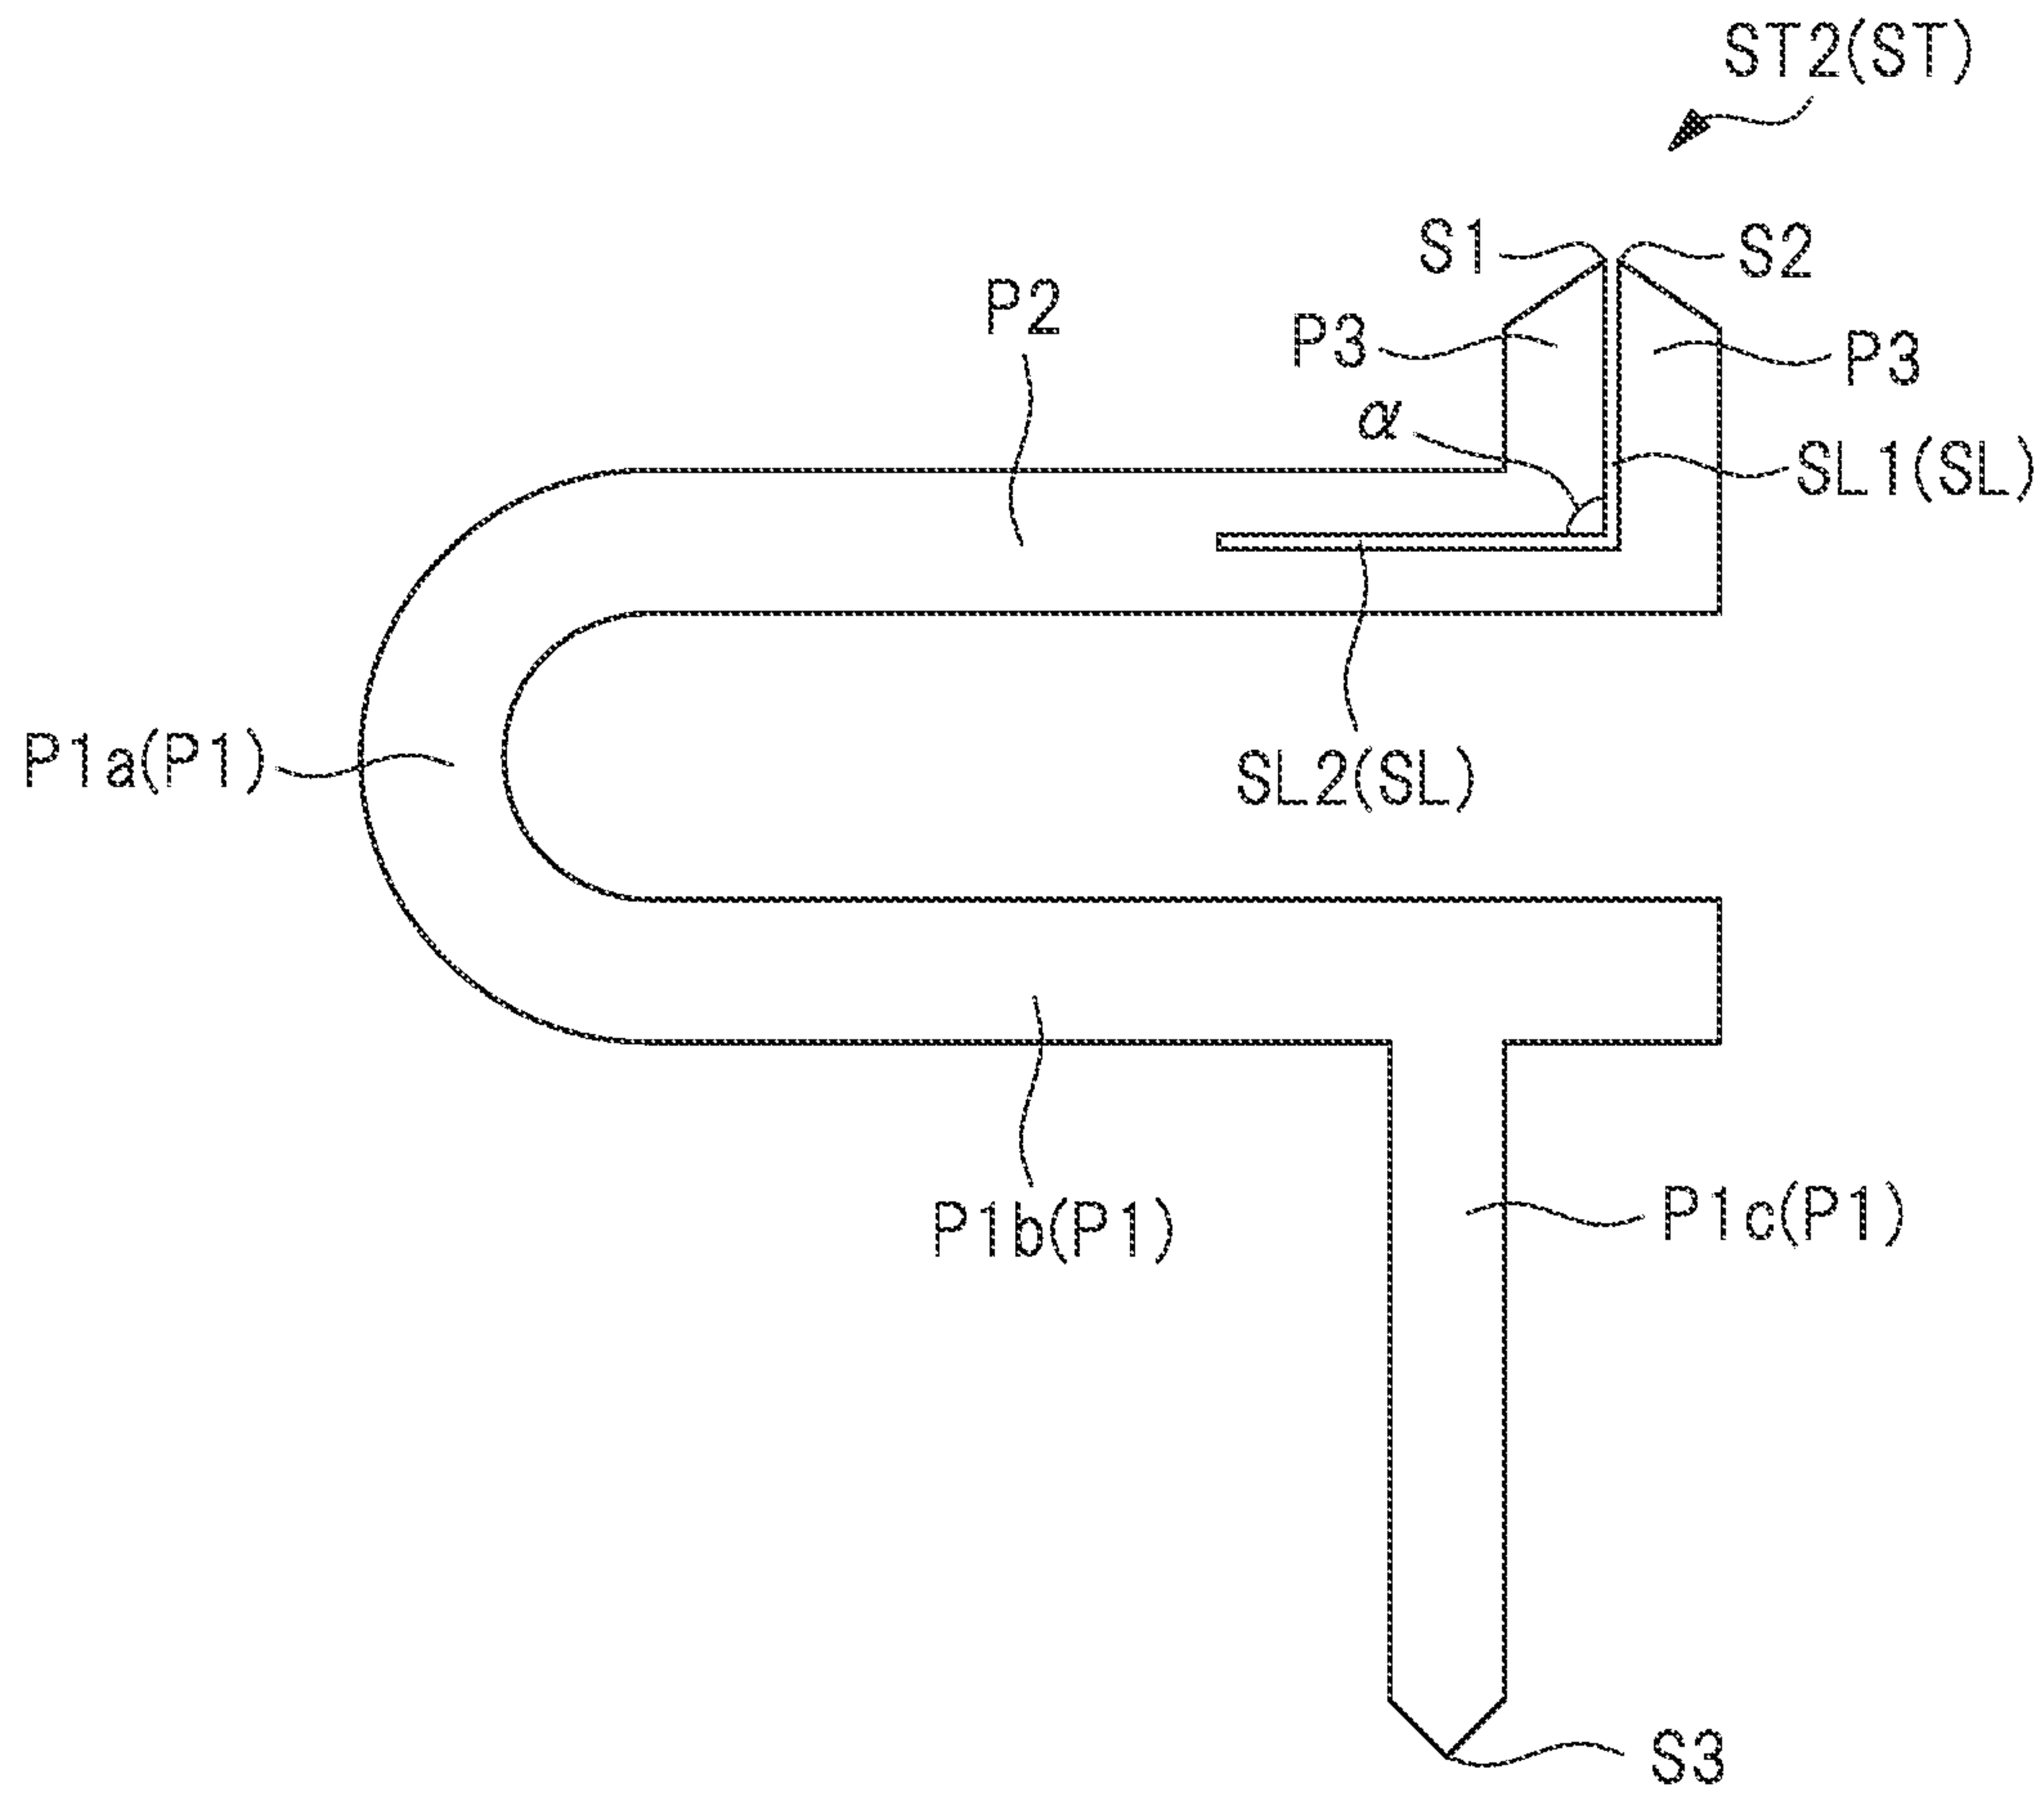 ST2(ST)
S1
S2
P2
P3
P3
α
SL1(SL)
P1a(P1)
SL2(SL)
P1b(P1)
P1c(P1)
S3